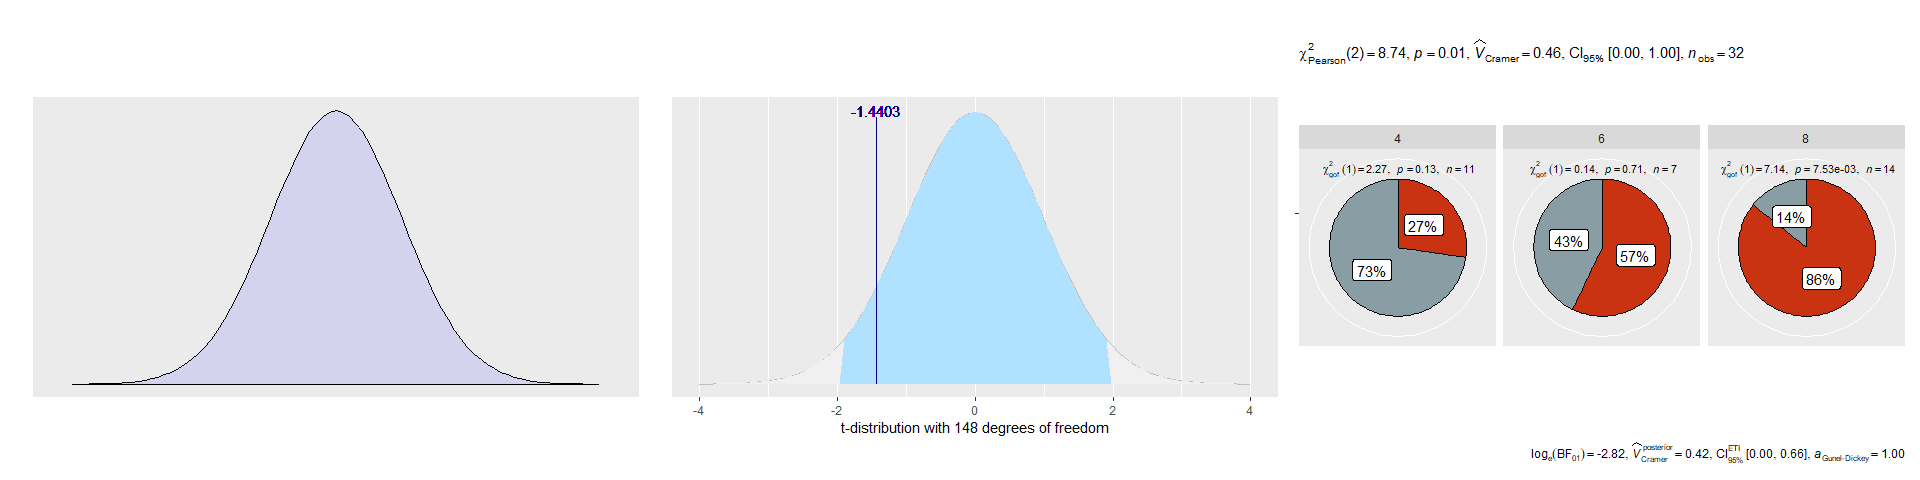 -1.4403
-4 -2 0 2 4
t-distribution with 148 degrees of freedom
χ²Pearson(2) = 8.74, p = 0.01, V̂Cramer = 0.46, CI95% [0.00, 1.00], nobs = 32
4
χ²gof (1) = 2.27, p = 0.13, n = 11
27%
73%
6
χ²gof (1) = 0.14, p = 0.71, n = 7
43%
57%
8
χ²gof (1) = 7.14, p = 7.53e-03, n = 14
14%
86%
loge(BF01) = -2.82, V̂posteriorCramer = 0.42, CIETI95% [0.00, 0.66], aGunel-Dickey = 1.00